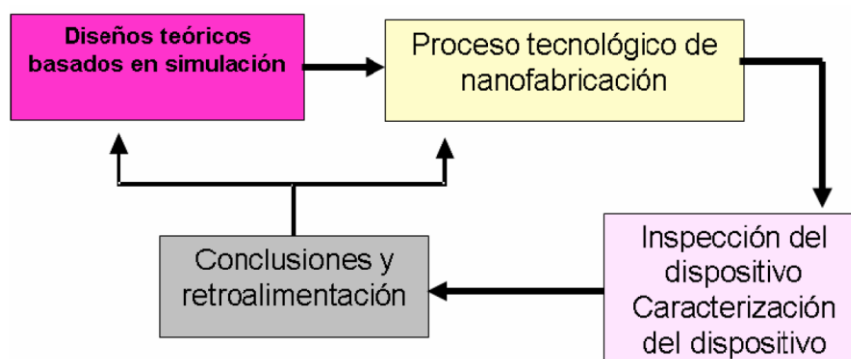 Diseños teóricos
basados en simulación
Proceso tecnológico de
nanofabricación
Inspección del
dispositivo
Caracterización
del dispositivo
Conclusiones y
retroalimentación